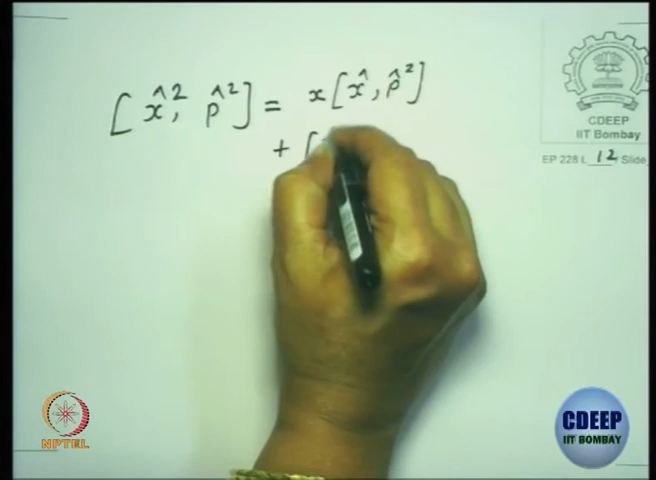 [x̂², p̂²] = x[x̂, p̂²]
+ [
CDEEP
IIT Bombay
EP 228 L 12 Slide
NPTEL
CDEEP
IIT BOMBAY